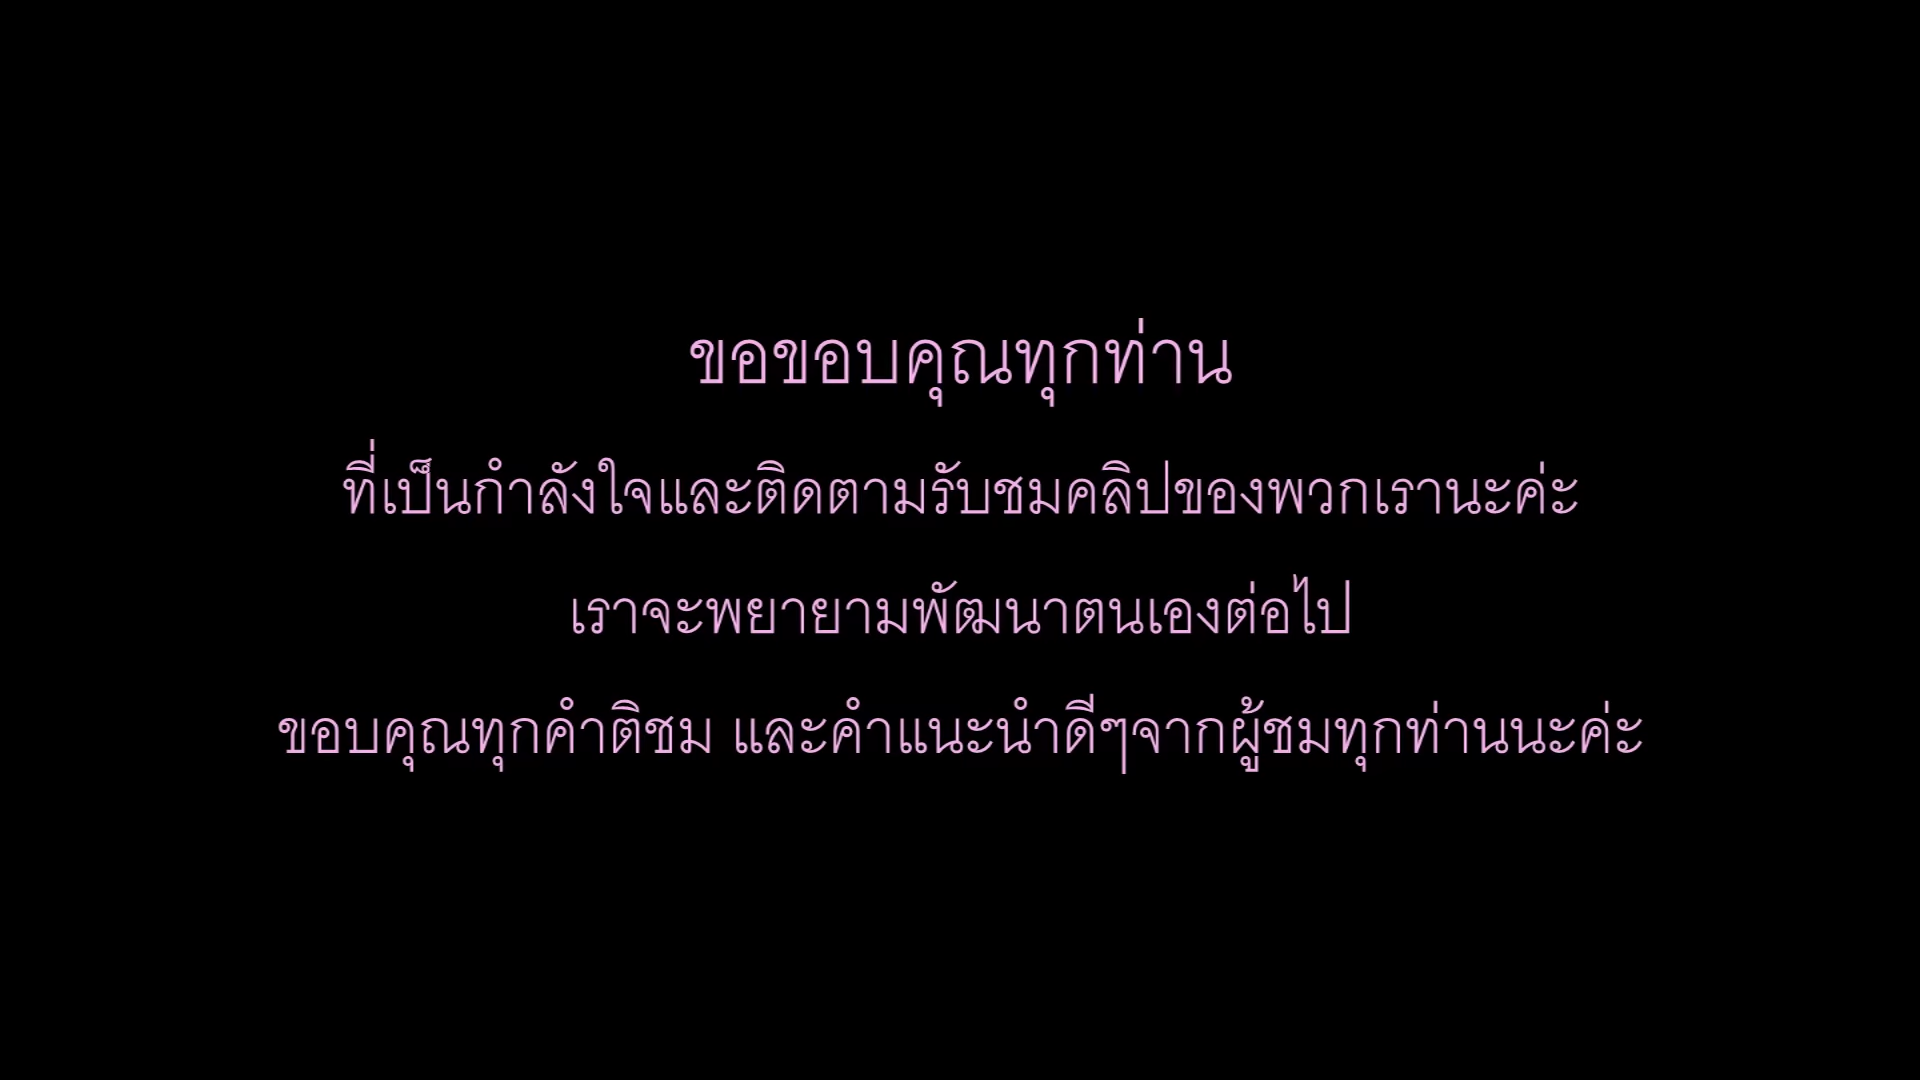 ขอขอบคุณทุกท่าน
ที่เป็นกำลังใจและติดตามรับชมคลิปของพวกเรานะค่ะ
เราจะพยายามพัฒนาตนเองต่อไป
ขอบคุณทุกคำติชม และคำแนะนำดีๆจากผู้ชมทุกท่านนะค่ะ